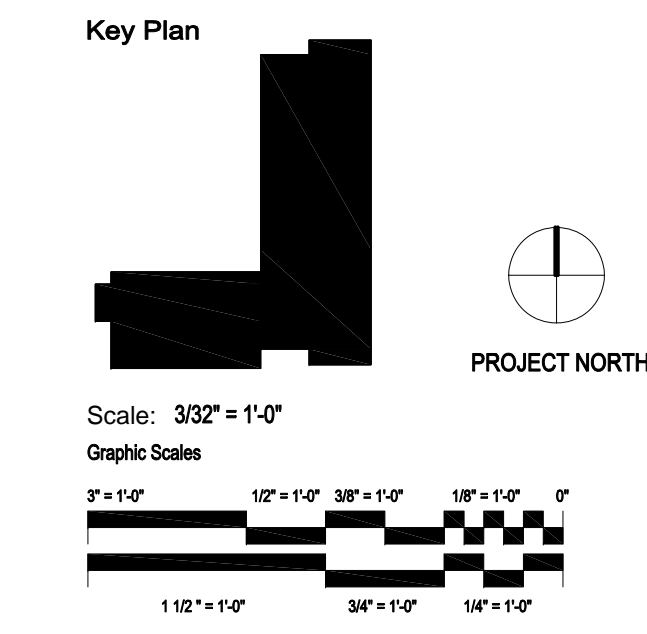 Key Plan
PROJECT NORTH
Scale: 3/32" = 1'-0"
Graphic Scales
3" = 1'-0" 1/2" = 1'-0" 3/8" = 1'-0" 1/8" = 1'-0" 0"
1 1/2 " = 1'-0" 3/4" = 1'-0" 1/4" = 1'-0"